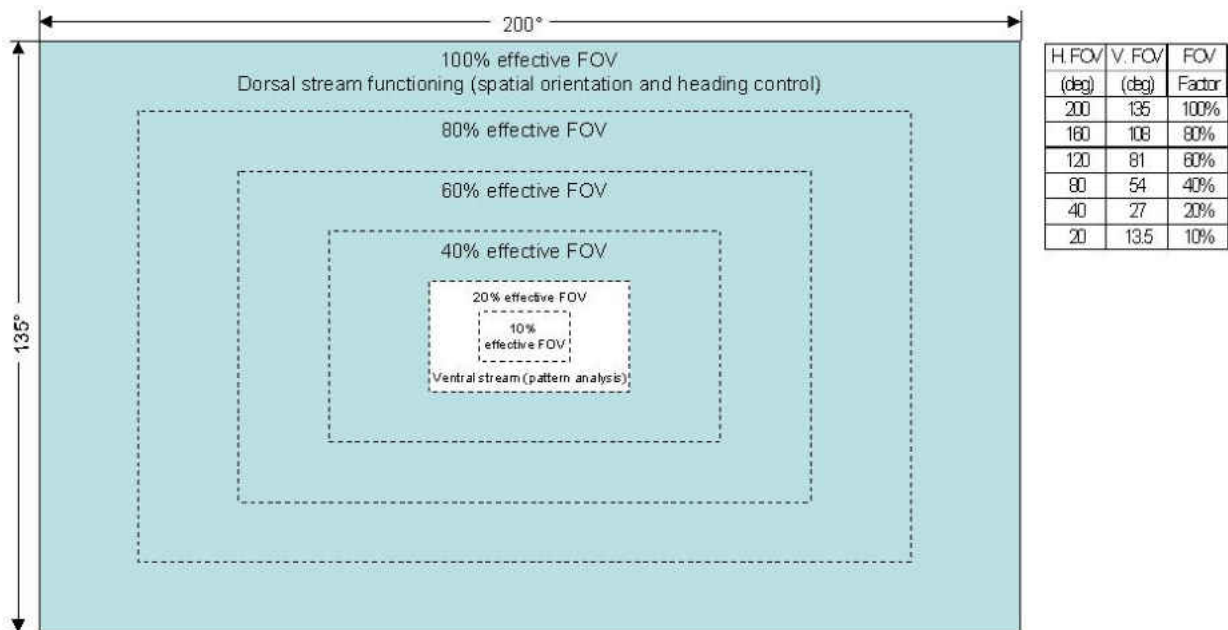 200°
135°
100% effective FOV
Dorsal stream functioning (spatial orientation and heading control)
80% effective FOV
60% effective FOV
40% effective FOV
20% effective FOV
10%
effective FOV
Ventral stream (pattern analysis)
H. FOV V. FOV FOV
(deg) (deg) Factor
200 135 100%
160 108 80%
120 81 60%
80 54 40%
40 27 20%
20 13.5 10%